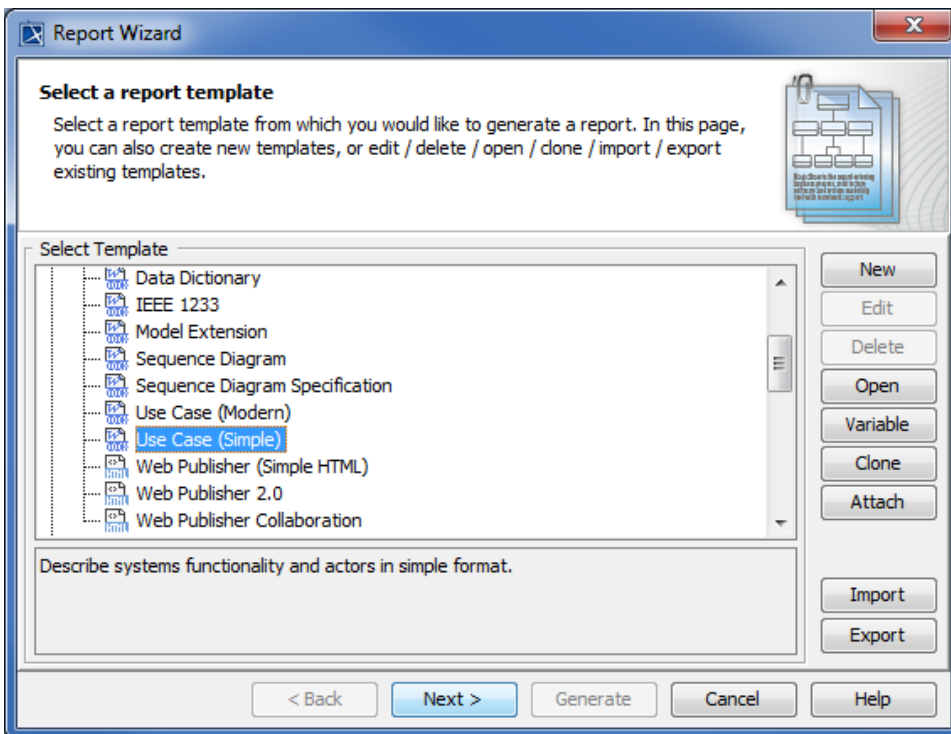 Report Wizard
Select a report template
Select a report template from which you would like to generate a report. In this page,
you can also create new templates, or edit / delete / open / clone / import / export
existing templates.
Select Template
Data Dictionary
IEEE 1233
Model Extension
Sequence Diagram
Sequence Diagram Specification
Use Case (Modern)
Use Case (Simple)
Web Publisher (Simple HTML)
Web Publisher 2.0
Web Publisher Collaboration
New
Edit
Delete
Open
Variable
Clone
Attach
Describe systems functionality and actors in simple format.
Import
Export
< Back
Next >
Generate
Cancel
Help